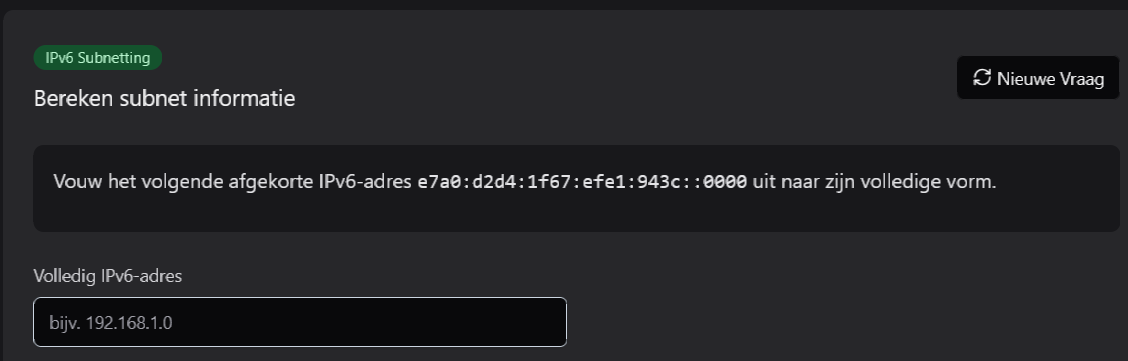 IPv6 Subnetting
Nieuwe Vraag
Bereken subnet informatie
Vouw het volgende afgekorte IPv6-adres e7a0:d2d4:1f67:efe1:943c::0000 uit naar zijn volledige vorm.
Volledig IPv6-adres
bijv. 192.168.1.0